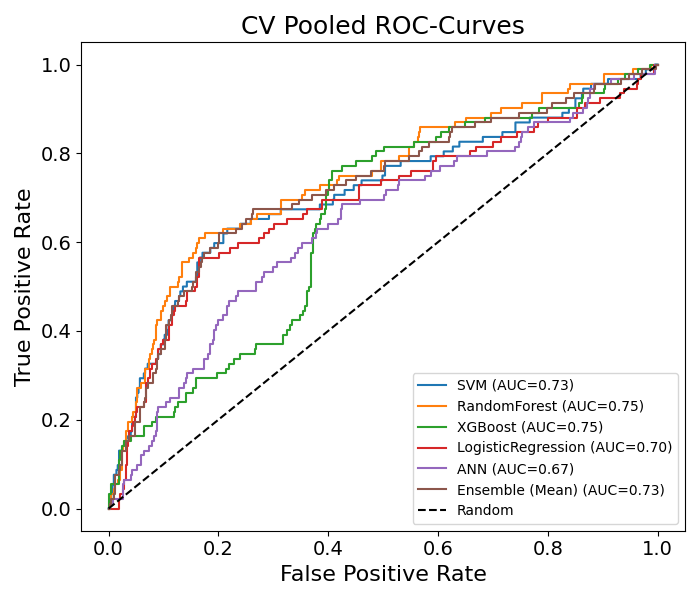 CV Pooled ROC-Curves
True Positive Rate
1.0
0.8
0.6
0.4
0.2
0.0
SVM (AUC=0.73)
RandomForest (AUC=0.75)
XGBoost (AUC=0.75)
LogisticRegression (AUC=0.70)
ANN (AUC=0.67)
Ensemble (Mean) (AUC=0.73)
Random
0.0 0.2 0.4 0.6 0.8 1.0
False Positive Rate